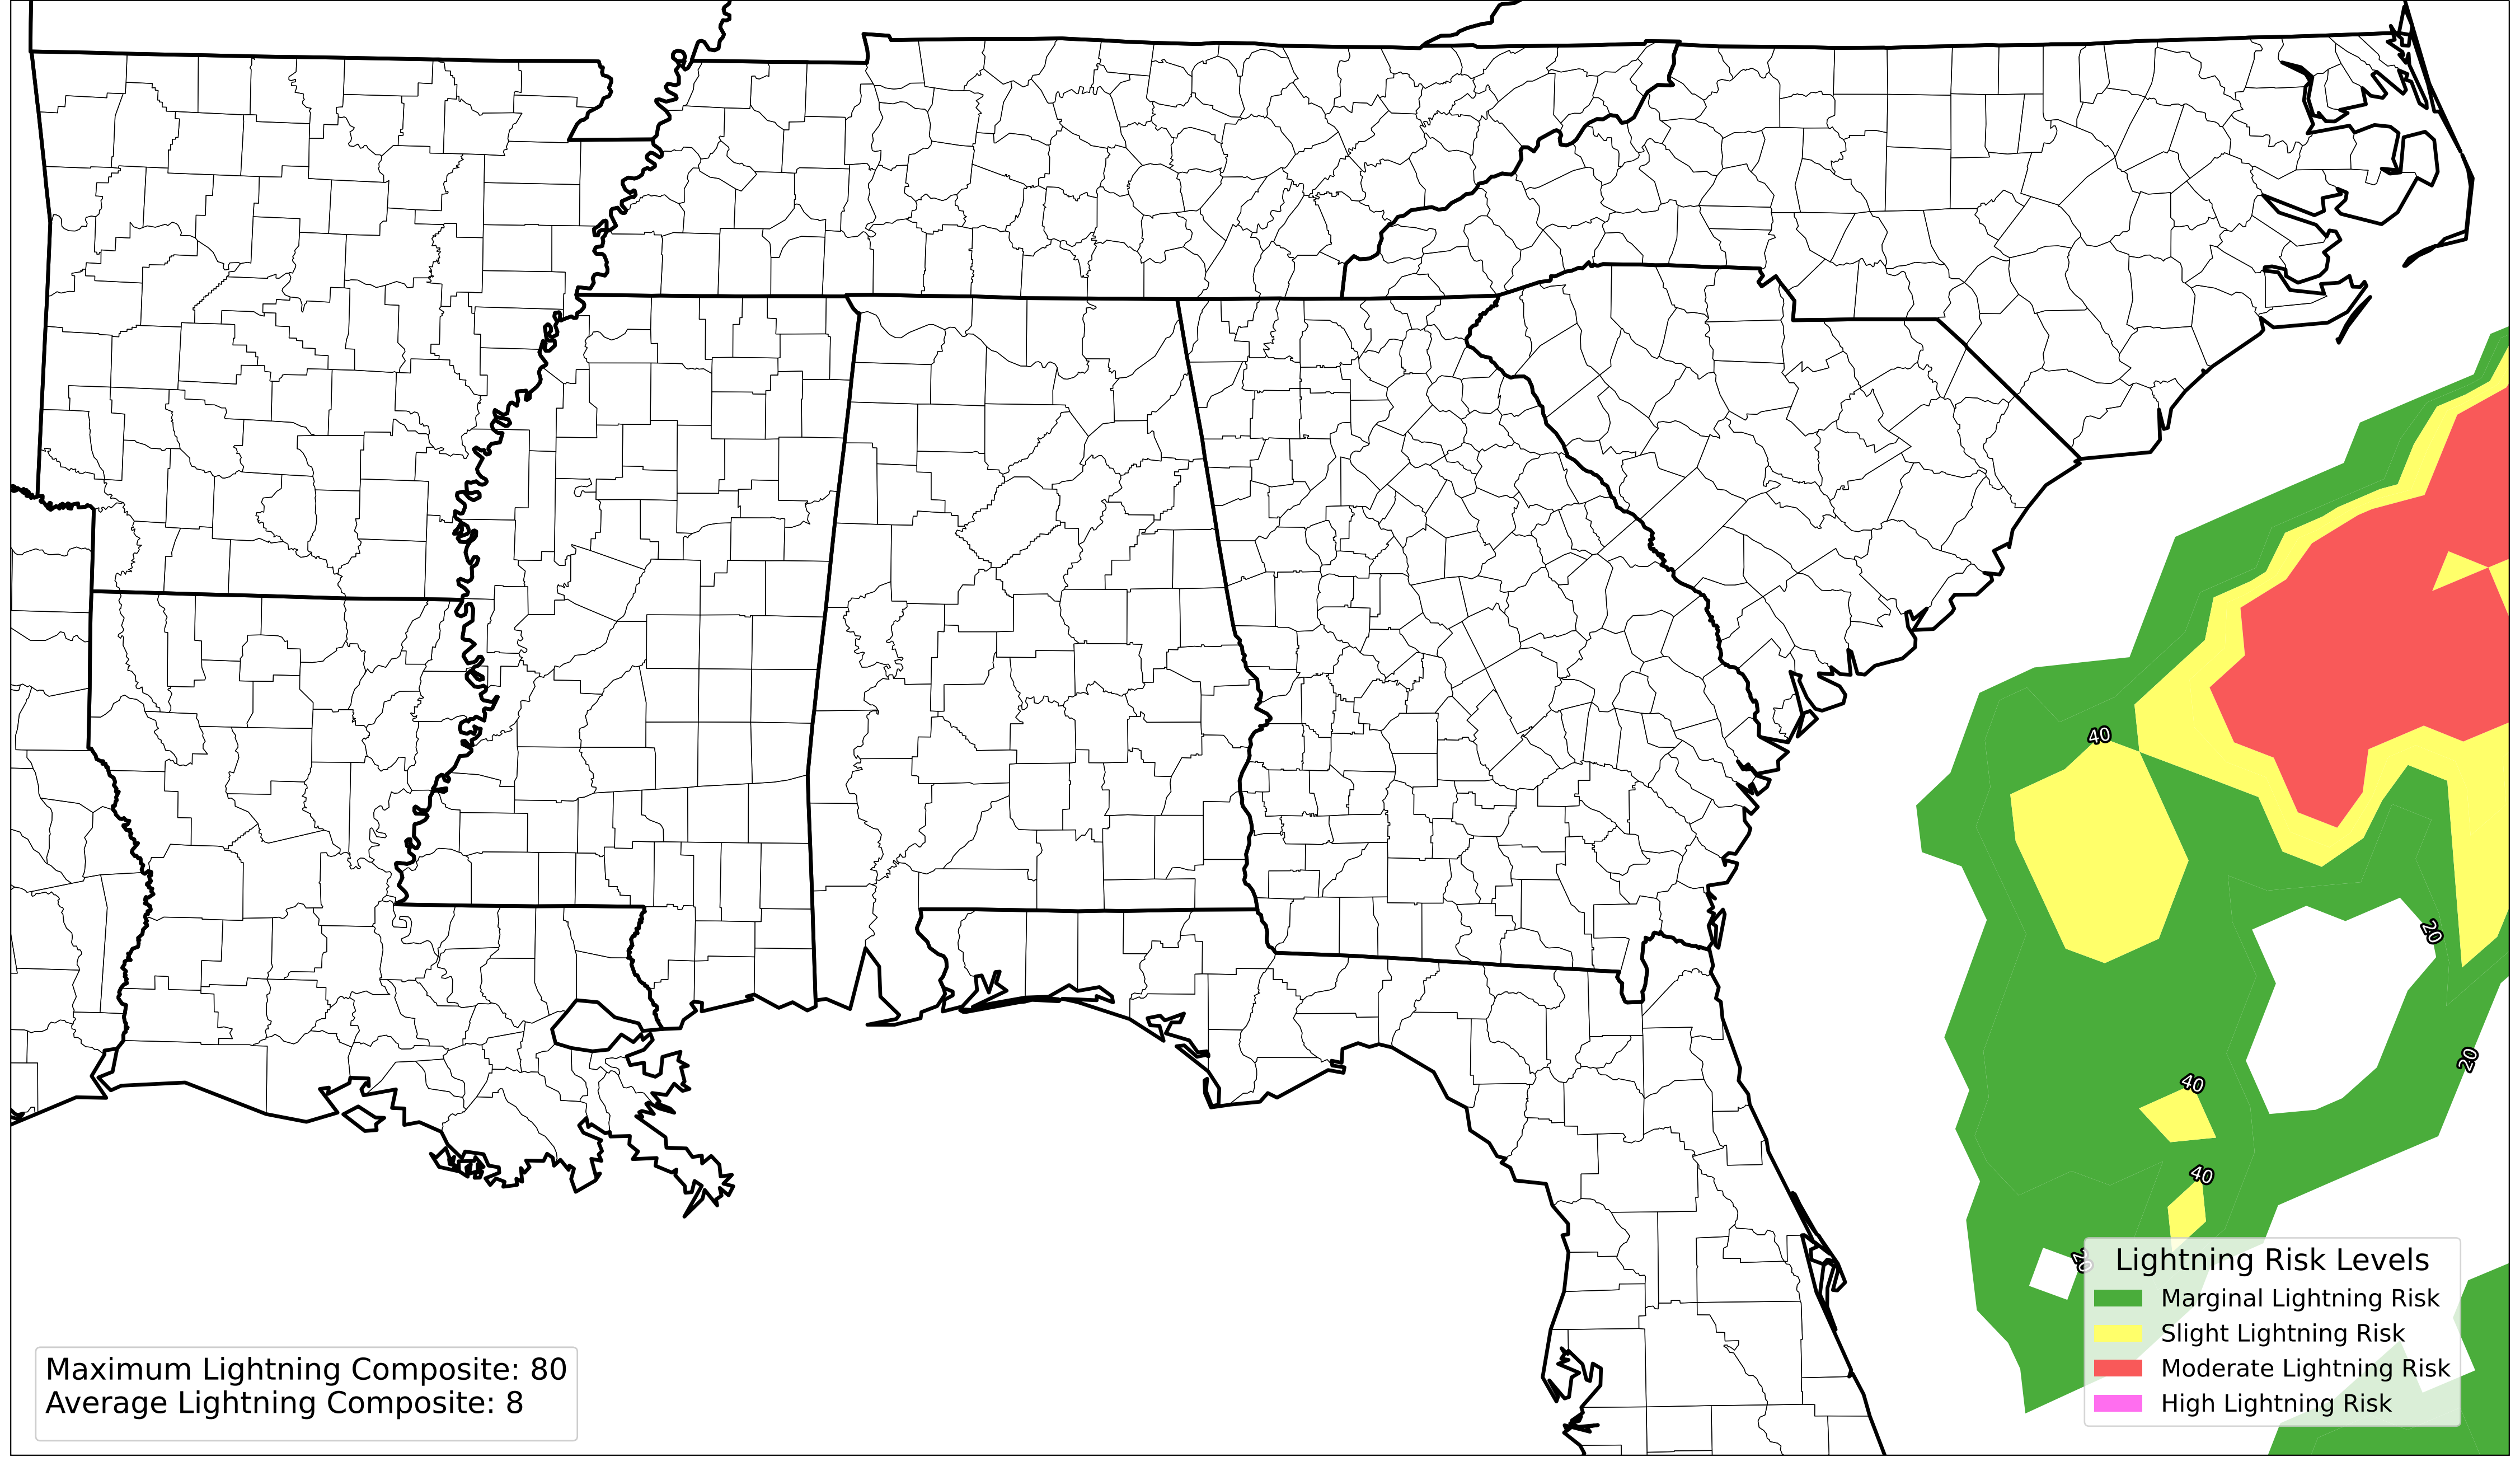 40
20
20
40
40
20
Lightning Risk Levels
Marginal Lightning Risk
Slight Lightning Risk
Moderate Lightning Risk
High Lightning Risk
Maximum Lightning Composite: 80
Average Lightning Composite: 8